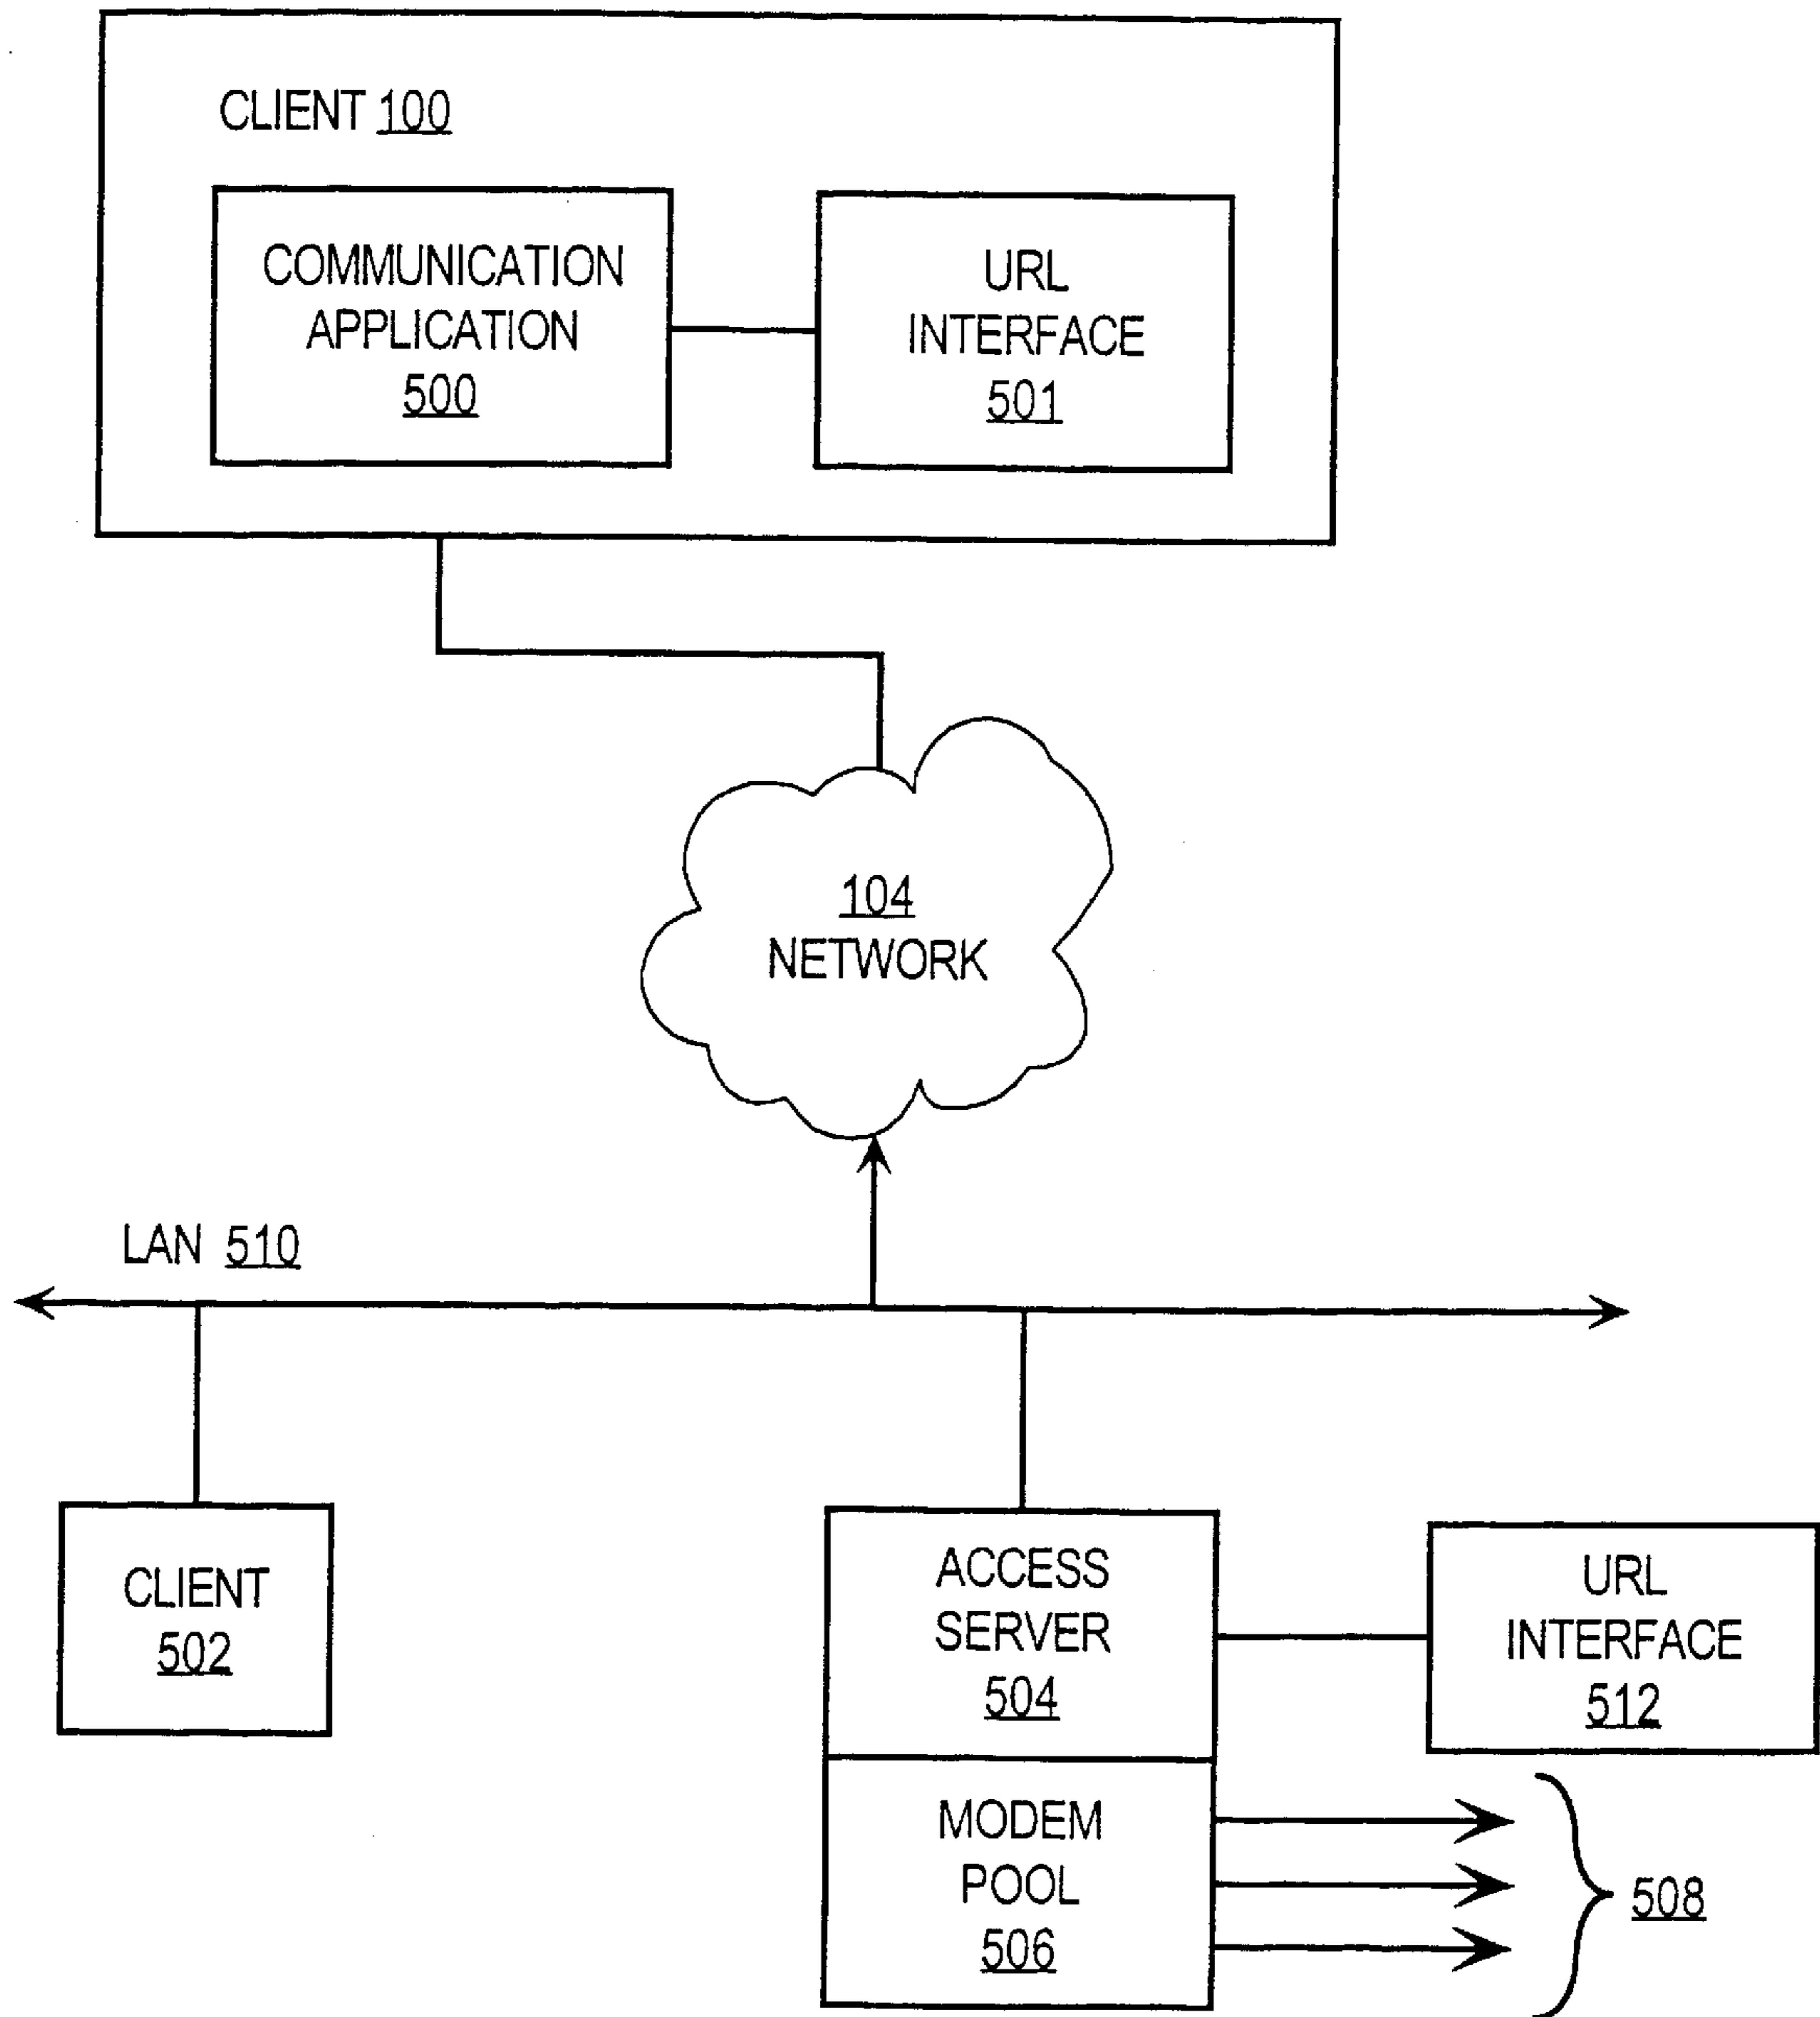 CLIENT 100
COMMUNICATION
APPLICATION
500
URL
INTERFACE
501
104
NETWORK
LAN 510
CLIENT
502
ACCESS
SERVER
504
URL
INTERFACE
512
MODEM
POOL
506
508